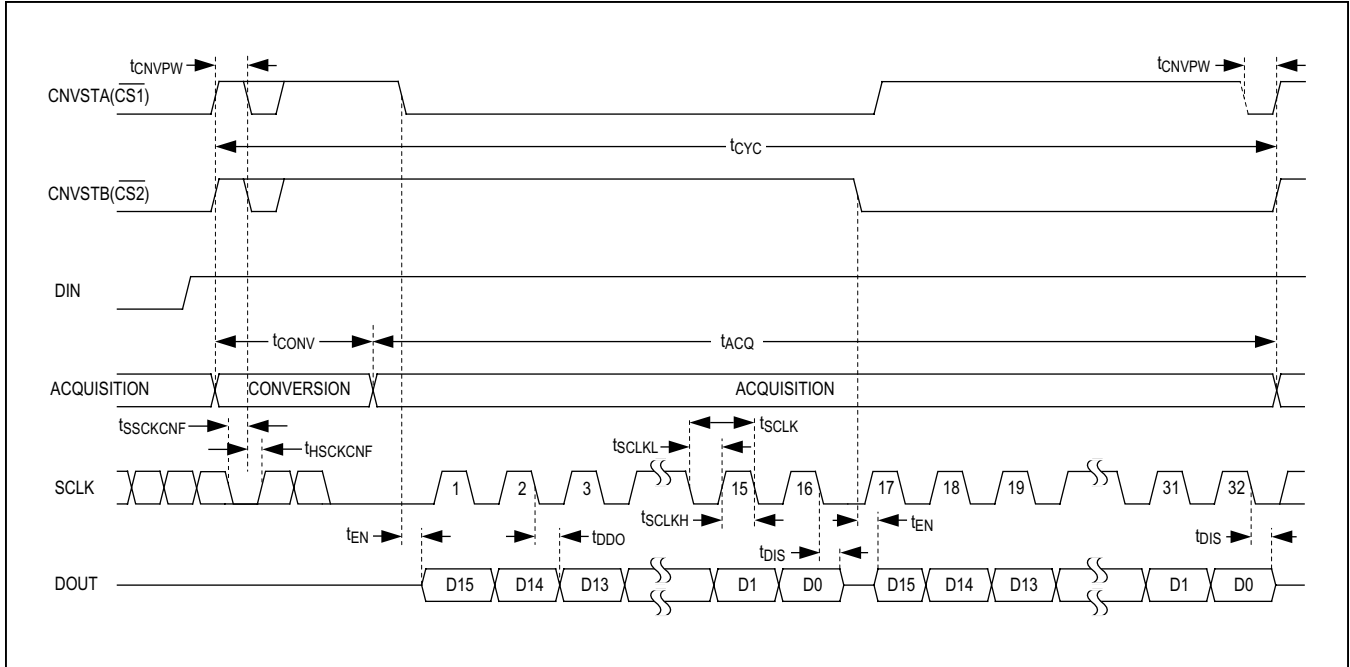 tCNVPW
tCNVPW
CNVSTA(CS1)
tCYC
CNVSTB(CS2)
DIN
tCONV
tACQ
ACQUISITION CONVERSION ACQUISITION
tSSCKCNF
tHSCKCNF
tSCLK
tSCLKL
SCLK 1 2 3 15 16 17 18 19 31 32
tSCLKH
tEN
tDDO
tDIS
tEN
tDIS
DOUT D15 D14 D13 D1 D0 D15 D14 D13 D1 D0